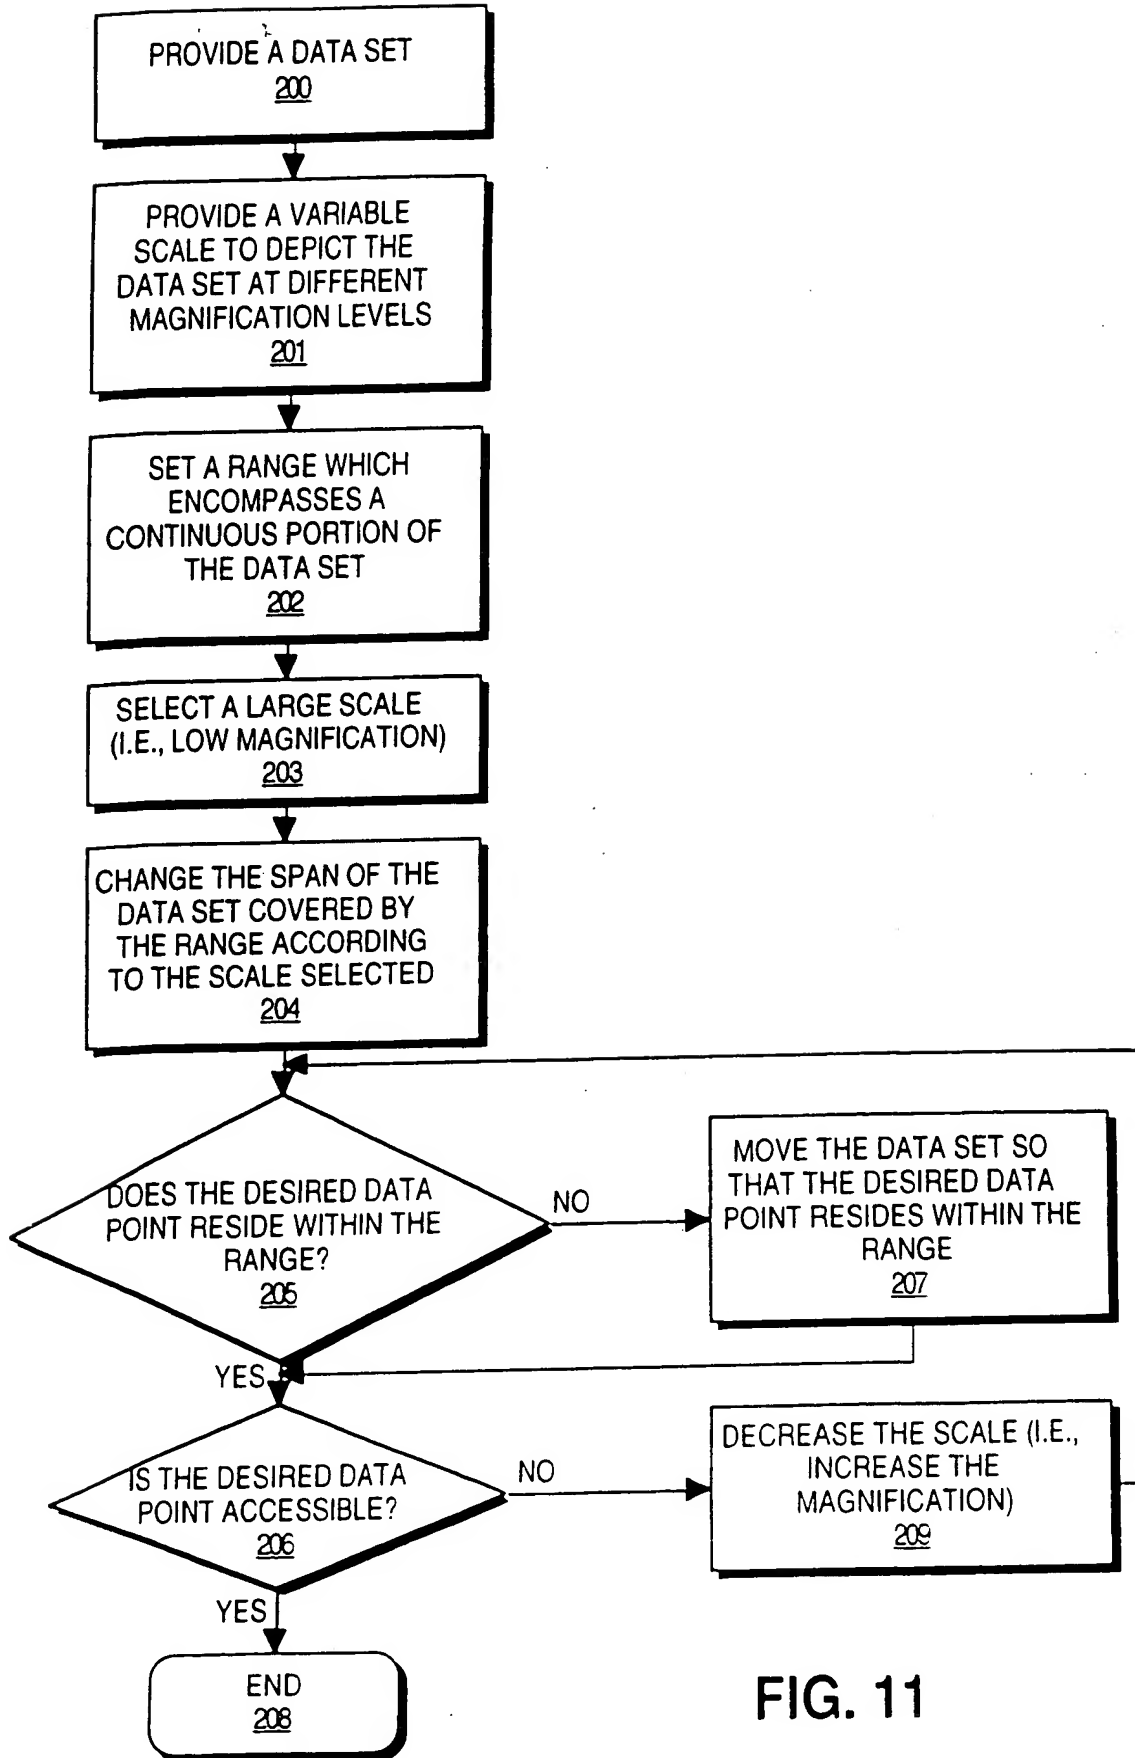 PROVIDE A DATA SET
200
PROVIDE A VARIABLE
SCALE TO DEPICT THE
DATA SET AT DIFFERENT
MAGNIFICATION LEVELS
201
SET A RANGE WHICH
ENCOMPASSES A
CONTINUOUS PORTION OF
THE DATA SET
202
SELECT A LARGE SCALE
(I.E., LOW MAGNIFICATION)
203
CHANGE THE SPAN OF THE
DATA SET COVERED BY
THE RANGE ACCORDING
TO THE SCALE SELECTED
204
DOES THE DESIRED DATA
POINT RESIDE WITHIN THE
RANGE?
205
NO
MOVE THE DATA SET SO
THAT THE DESIRED DATA
POINT RESIDES WITHIN THE
RANGE
207
YES
IS THE DESIRED DATA
POINT ACCESSIBLE?
206
NO
DECREASE THE SCALE (I.E.,
INCREASE THE
MAGNIFICATION)
209
YES
END
208
FIG. 11